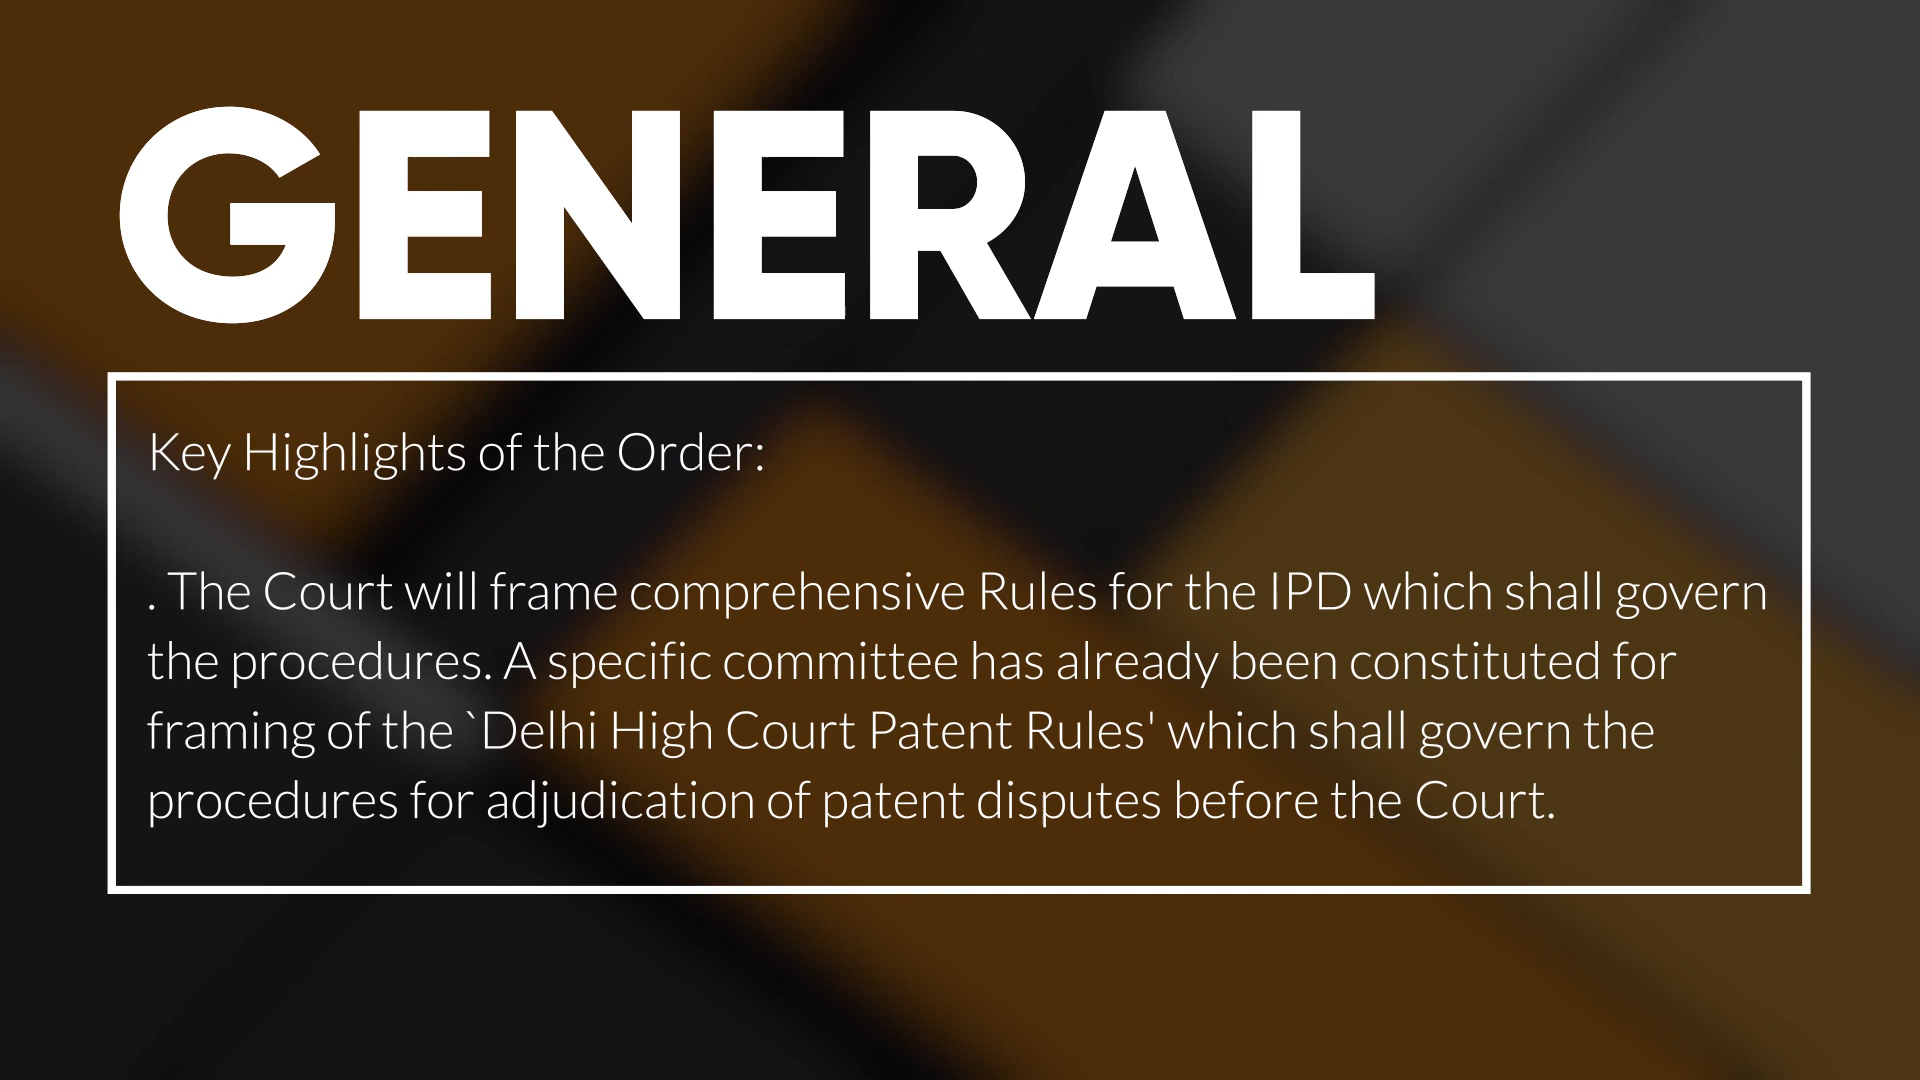 GENERAL
Key Highlights of the Order:
. The Court will frame comprehensive Rules for the IPD which shall govern
the procedures. A specific committee has already been constituted for
framing of the `Delhi High Court Patent Rules' which shall govern the
procedures for adjudication of patent disputes before the Court.